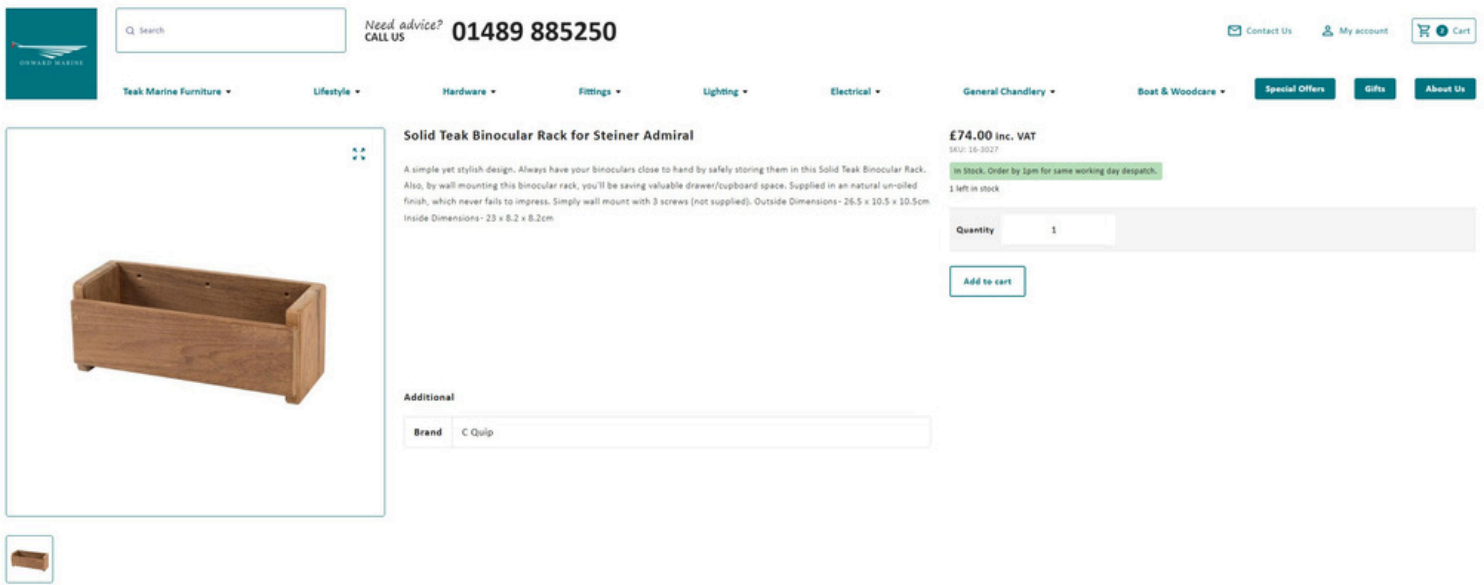 ONWARD MARINE
Search
Need advice?
CALL US
01489 885250
Contact Us
My account
2 Cart
Teak Marine Furniture
Lifestyle
Hardware
Fittings
Lighting
Electrical
General Chandlery
Boat & Woodcare
Special Offers
Gifts
About Us
Solid Teak Binocular Rack for Steiner Admiral
A simple yet stylish design. Always have your binoculars close to hand by safely storing them in this Solid Teak Binocular Rack.
Also, by wall mounting this binocular rack, you'll be saving valuable drawer/cupboard space. Supplied in an natural un-oiled
finish, which never fails to impress. Simply wall mount with 3 screws (not supplied). Outside Dimensions- 26.5 x 10.5 x 10.5cm
Inside Dimensions- 23 x 8.2 x 8.2cm
Additional
Brand C Quip
£74.00 inc. VAT
SKU: 16-3027
In Stock. Order by 1pm for same working day despatch.
1 left in stock
Quantity 1
Add to cart